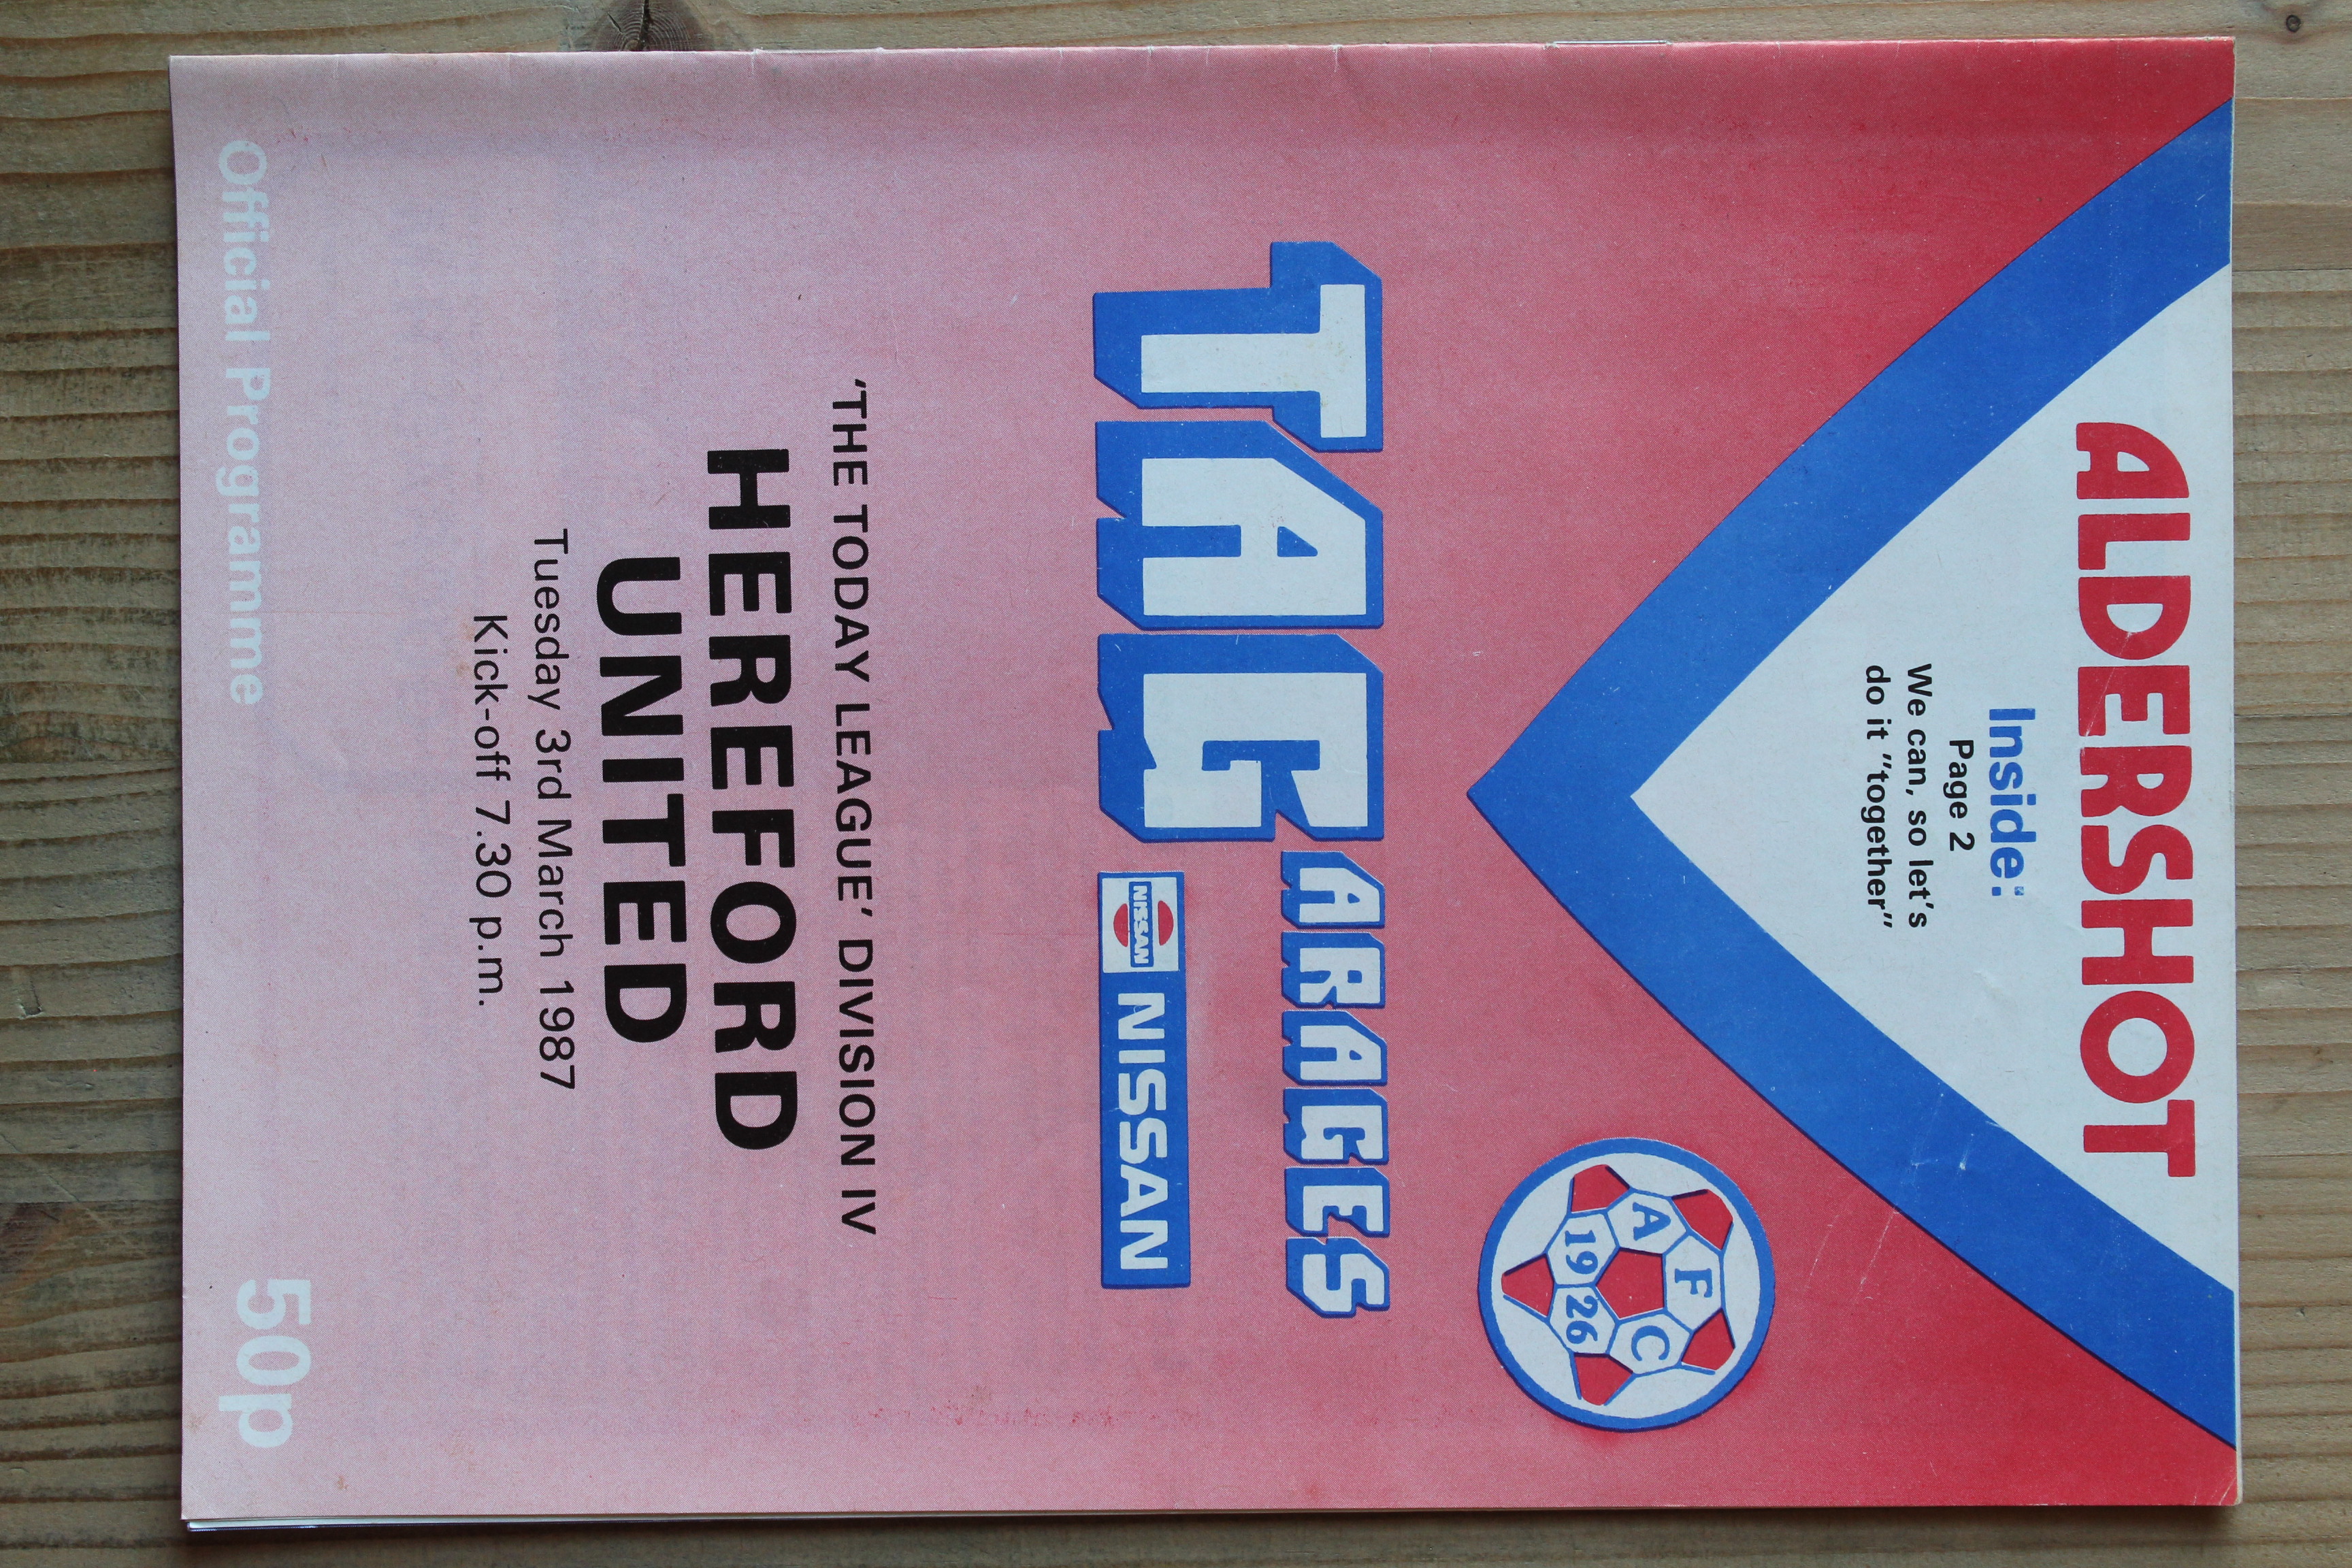 ALDERSHOT
Inside:
Page 2
We can, so let's
do it "together"
A F C
19 26
TAG ARAGES
NISSAN NISSAN
'THE TODAY LEAGUE' DIVISION IV
HEREFORD
UNITED
Tuesday 3rd March 1987
Kick-off 7.30 p.m.
Official Programme
50p